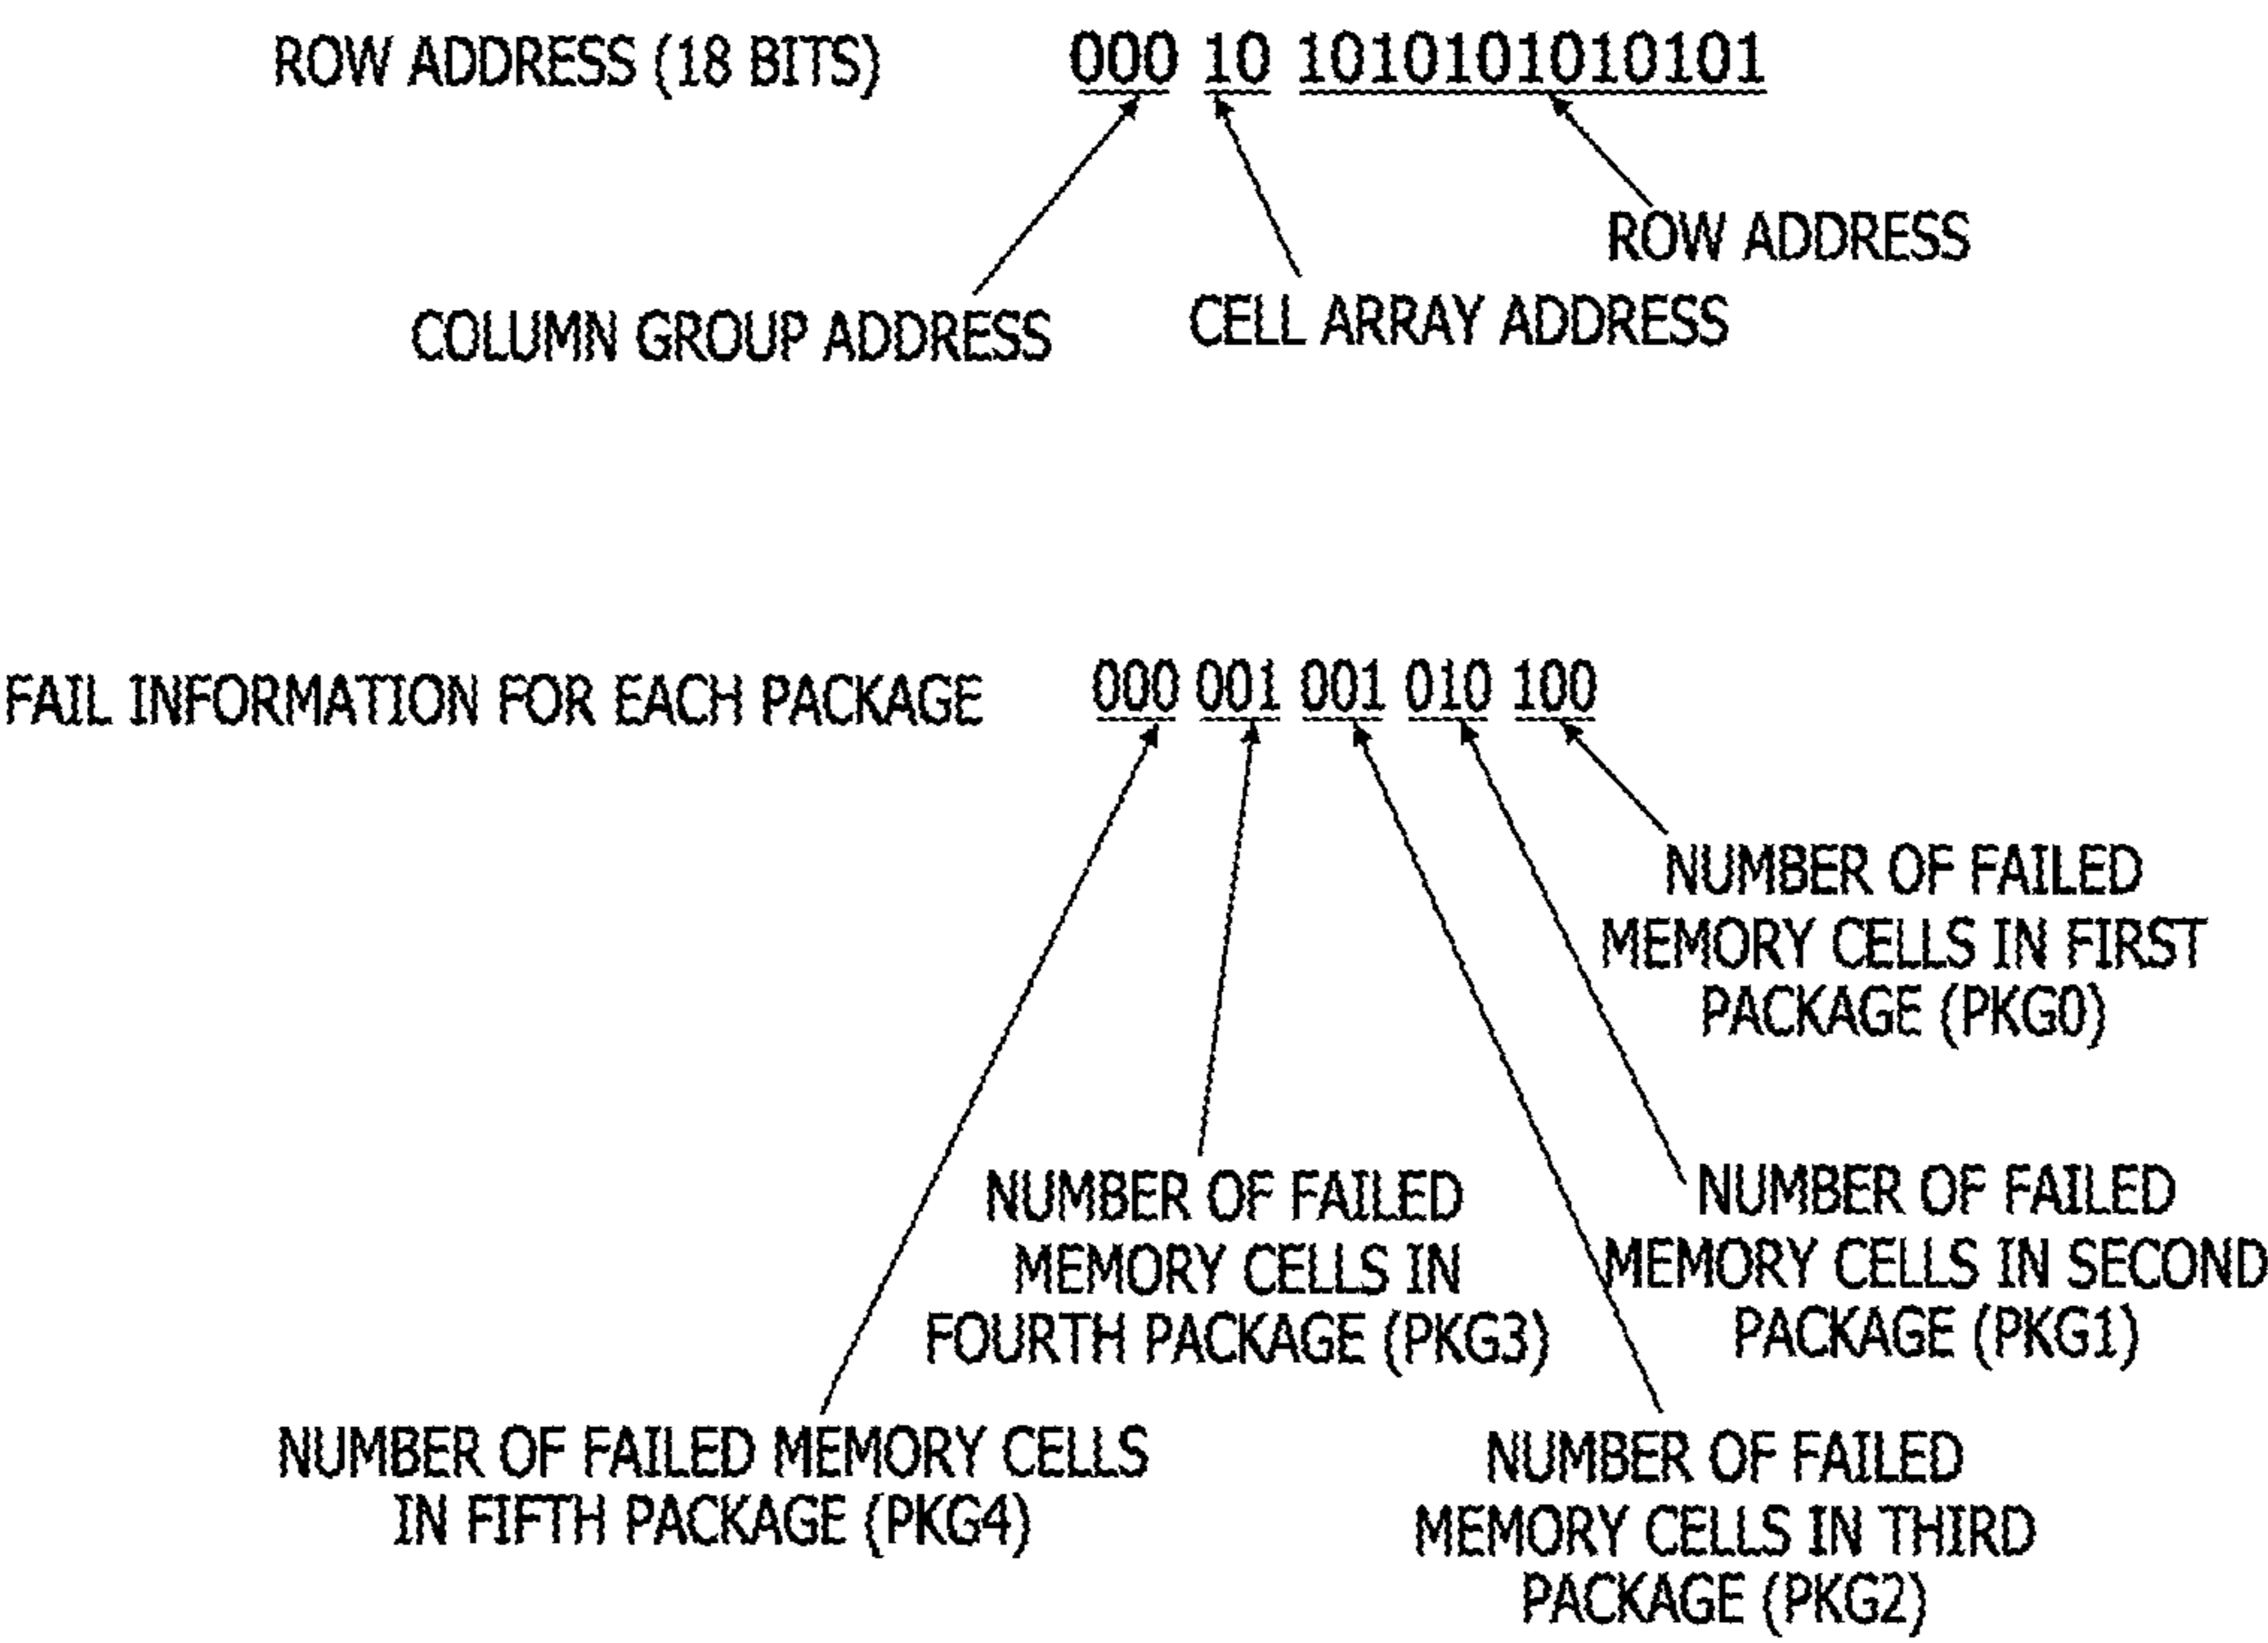 ROW ADDRESS (18 BITS) 000 10 1010101010101
ROW ADDRESS
COLUMN GROUP ADDRESS
CELL ARRAY ADDRESS
FAIL INFORMATION FOR EACH PACKAGE 000 001 001 010 100
NUMBER OF FAILED
MEMORY CELLS IN FIRST
PACKAGE (PKG0)
NUMBER OF FAILED
MEMORY CELLS IN
FOURTH PACKAGE (PKG3)
NUMBER OF FAILED
MEMORY CELLS IN SECOND
PACKAGE (PKG1)
NUMBER OF FAILED MEMORY CELLS
IN FIFTH PACKAGE (PKG4)
NUMBER OF FAILED
MEMORY CELLS IN THIRD
PACKAGE (PKG2)